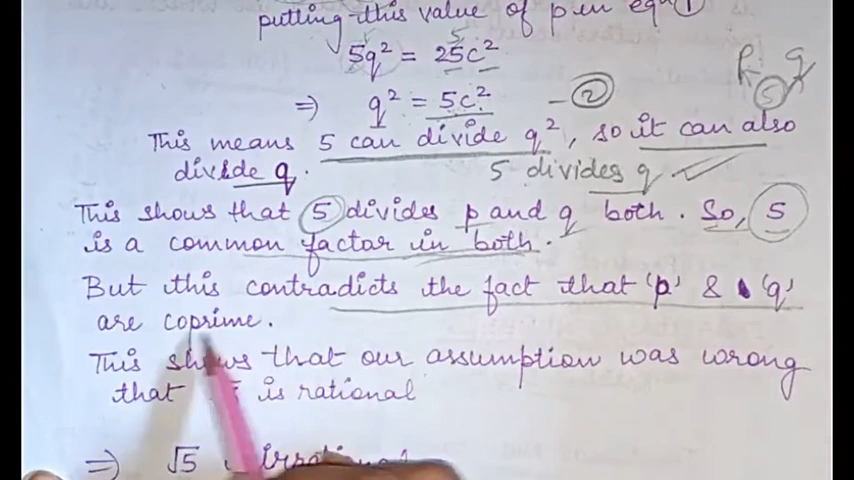 putting this value of p in eqⁿ ①
5q² = 25c²
⇒ q² = 5c² — ②
This means 5 can divide q², so it can also
divide q. 5 divides q
This shows that 5 divides p and q both. So, 5
is a common factor in both.
But this contradicts the fact that 'p' & 'q'
are coprime.
This shows that our assumption was wrong
that is rational
⇒ √5